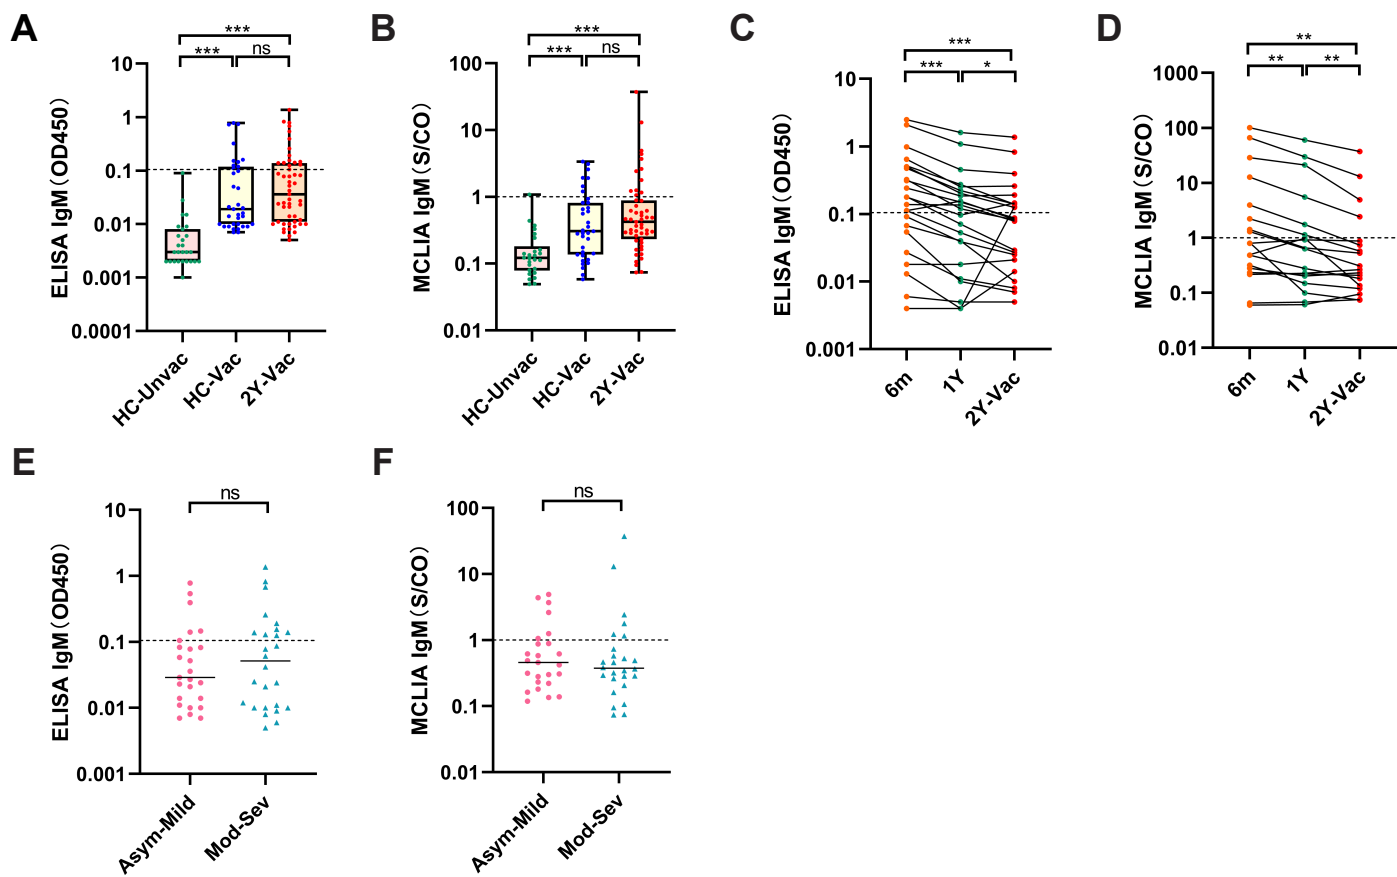 A
***
***
ns
ELISA IgM（OD450）
10
1
0.1
0.01
0.001
0.0001
HC-Unvac
HC-Vac
2Y-Vac
B
***
***
ns
MCLIA IgM（S/CO）
100
10
1
0.1
0.01
HC-Unvac
HC-Vac
2Y-Vac
C
***
***
*
ELISA IgM（OD450）
10
1
0.1
0.01
0.001
6m
1Y
2Y-Vac
D
**
**
**
MCLIA IgM（S/CO）
1000
100
10
1
0.1
0.01
6m
1Y
2Y-Vac
E
ns
ELISA IgM（OD450）
10
1
0.1
0.01
0.001
Asym-Mild
Mod-Sev
F
ns
MCLIA IgM（S/CO）
100
10
1
0.1
0.01
Asym-Mild
Mod-Sev